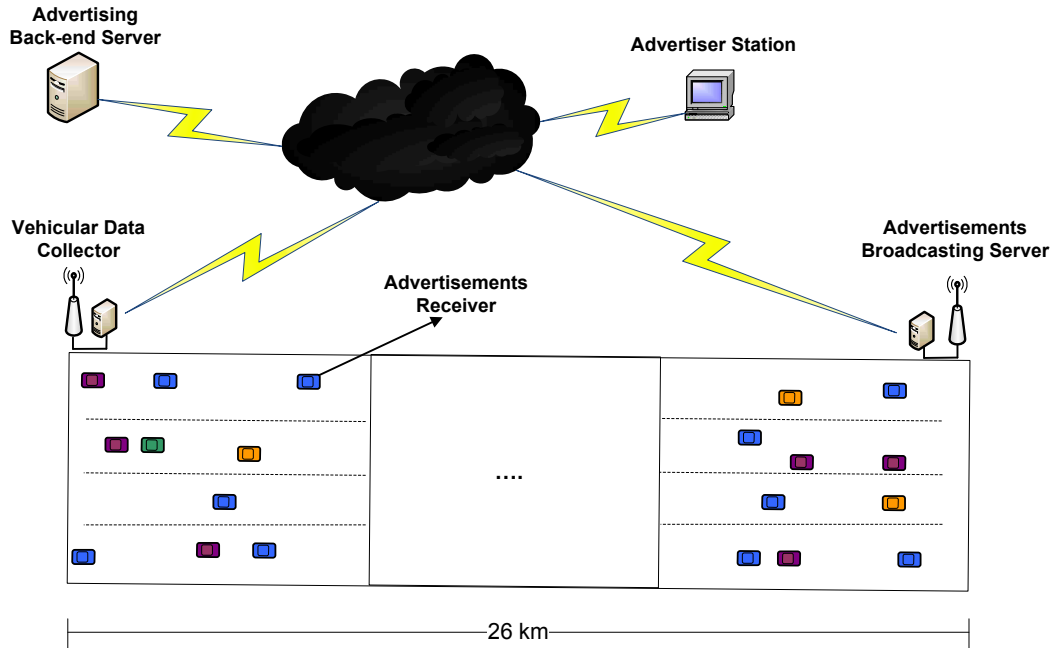 Advertising
Back-end Server
Advertiser Station
Vehicular Data
Collector
Advertisements
Broadcasting Server
Advertisements
Receiver
....
26 km